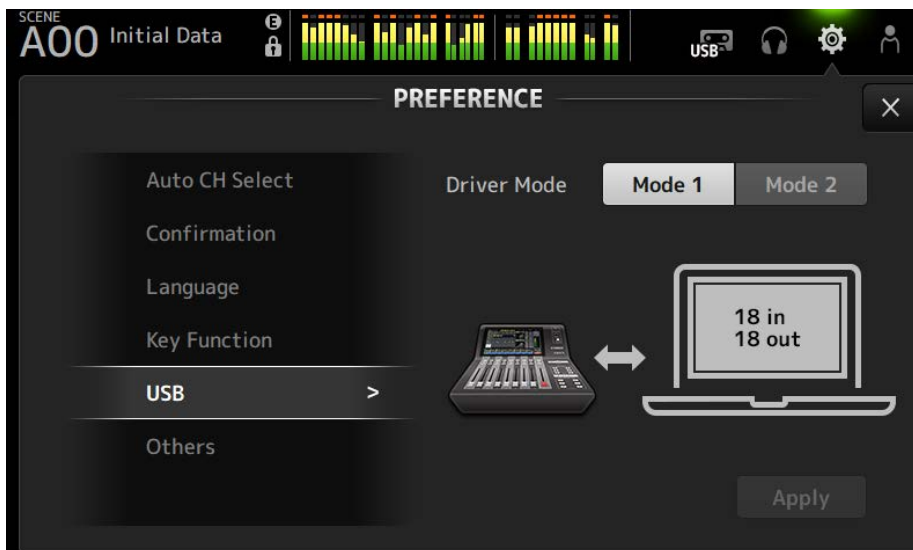 SCENE
A00 Initial Data
E
USB
PREFERENCE
Auto CH Select
Confirmation
Language
Key Function
USB >
Others
Driver Mode
Mode 1
Mode 2
18 in
18 out
Apply